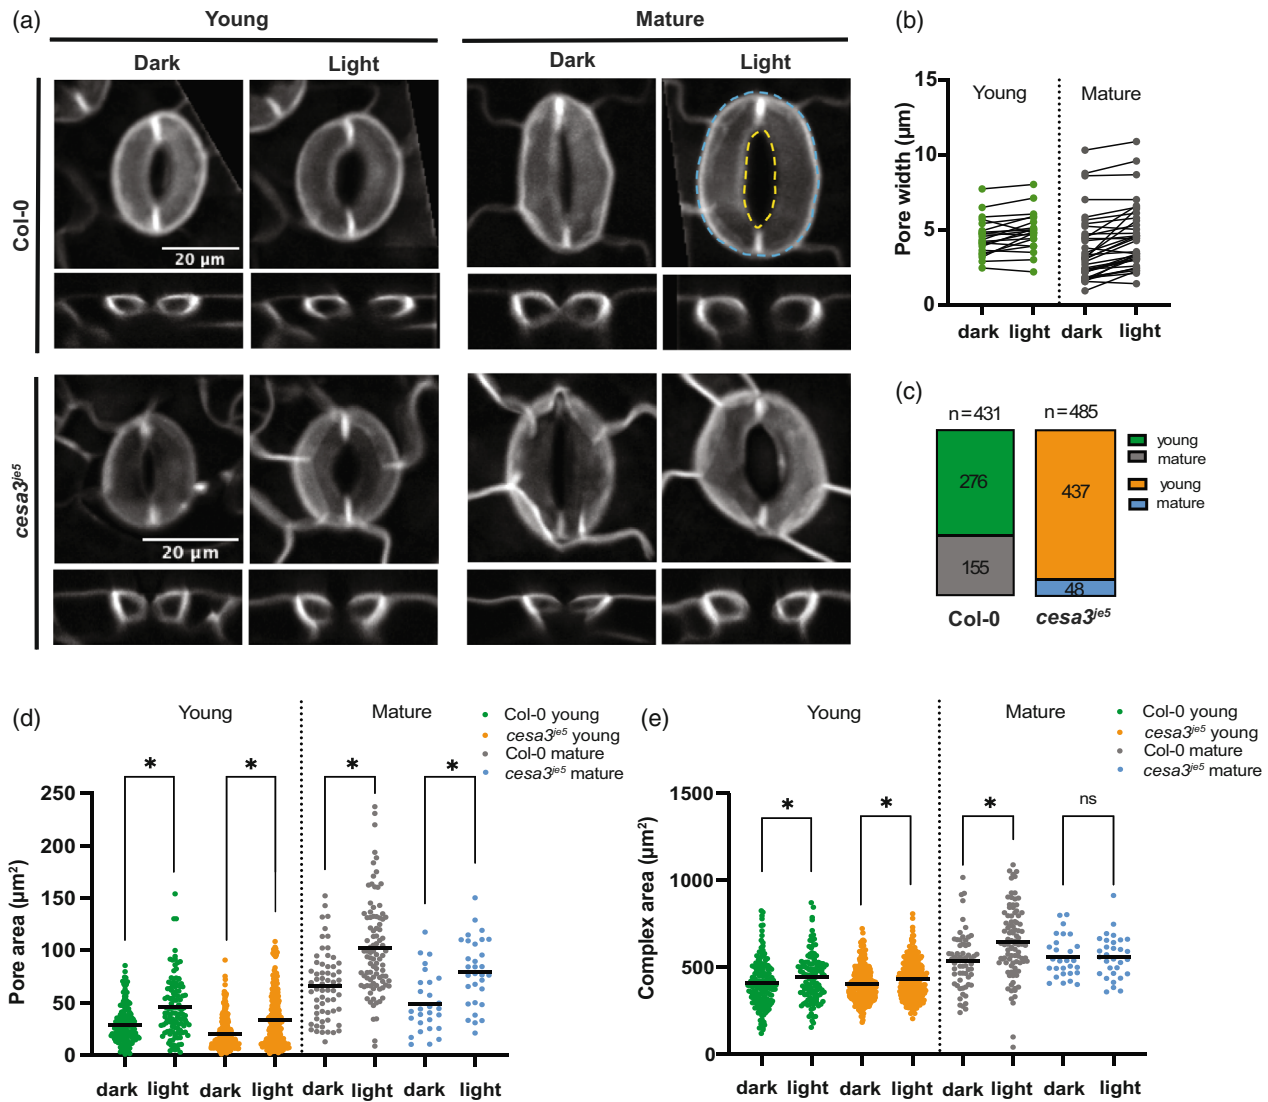 (a)
Young
Mature
Dark
Light
Dark
Light
Col-0
20 µm
cesa3je5
20 µm
(b)
Pore width (µm)
15
10
5
0
Young
Mature
dark
light
dark
light
(c)
n=431
n=485
276
155
437
48
Col-0
cesa3je5
young
mature
young
mature
(d)
Young
Mature
Col-0 young
cesa3je5 young
Col-0 mature
cesa3je5 mature
*
*
*
*
Pore area (µm2)
250
200
150
100
50
0
dark
light
dark
light
dark
light
dark
light
(e)
Young
Mature
Col-0 young
cesa3je5 young
Col-0 mature
cesa3je5 mature
*
*
*
ns
Complex area (µm2)
1500
1000
500
0
dark
light
dark
light
dark
light
dark
light